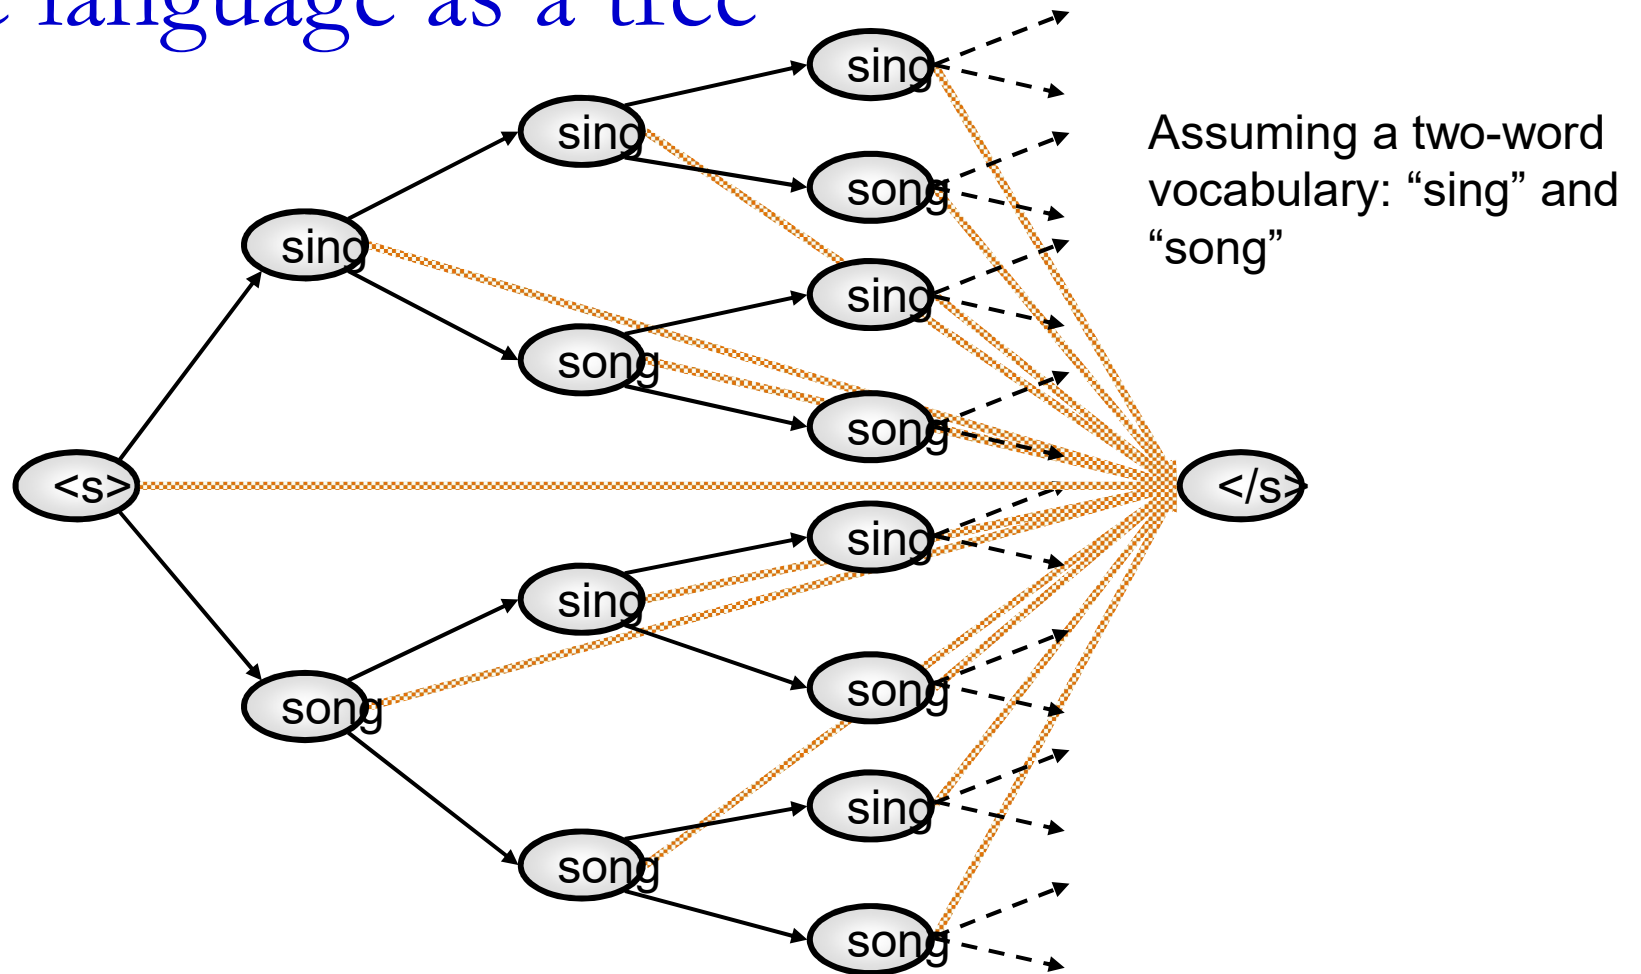 language as a tree
Assuming a two-word
vocabulary: “sing” and
“song”
<s>
sing
song
sing
song
sing
song
sing
song
sing
song
sing
song
sing
song
</s>